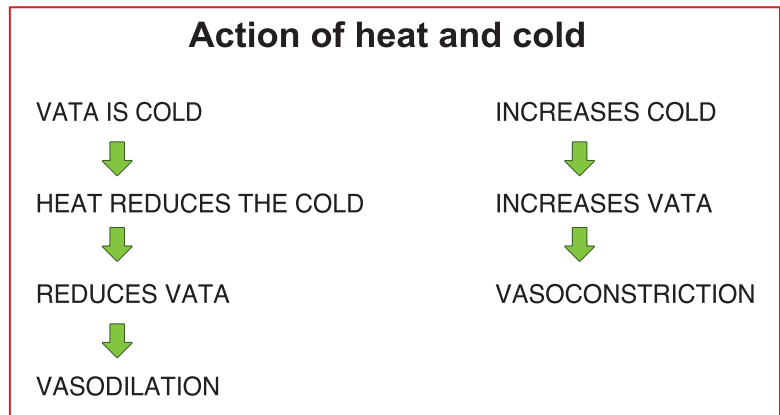 Action of heat and cold
VATA IS COLD
HEAT REDUCES THE COLD
REDUCES VATA
VASODILATION
INCREASES COLD
INCREASES VATA
VASOCONSTRICTION